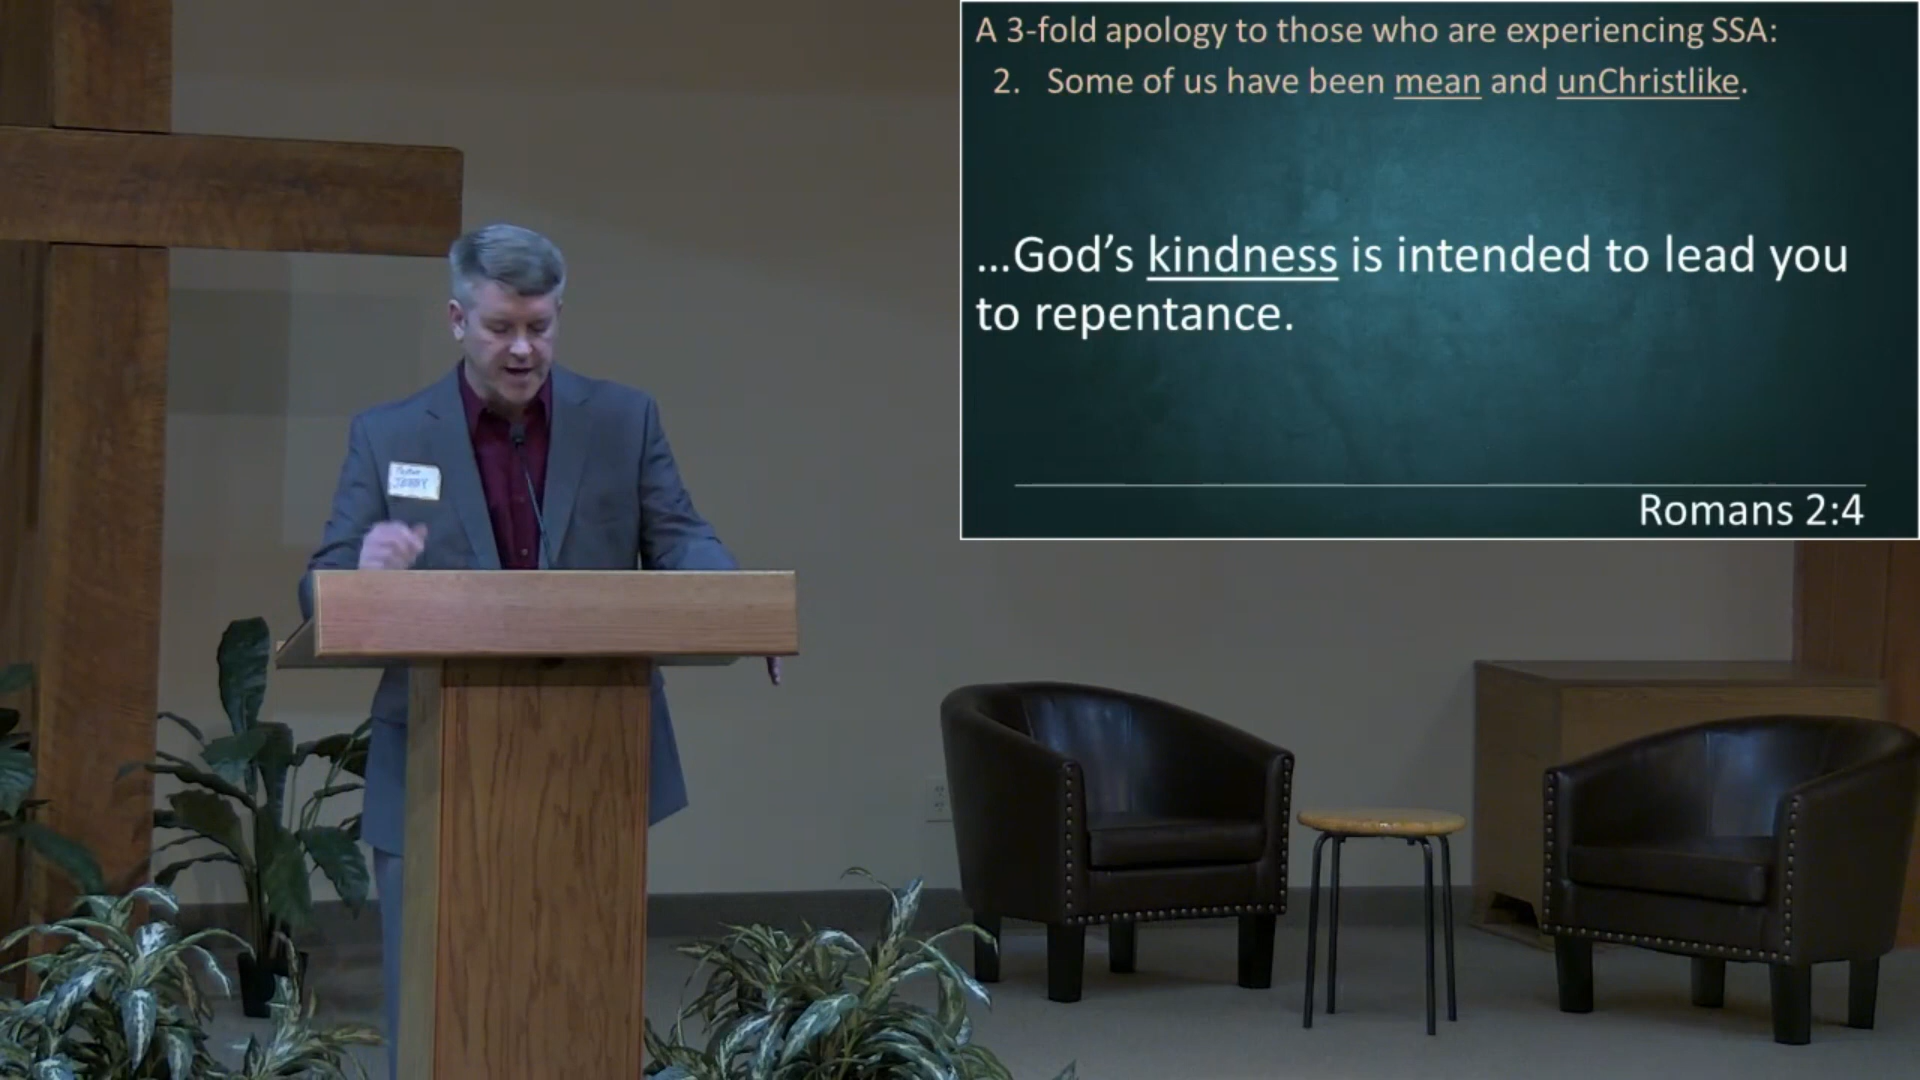 A 3-fold apology to those who are experiencing SSA:
2. Some of us have been mean and unChristlike.
...God's kindness is intended to lead you
to repentance.
Romans 2:4